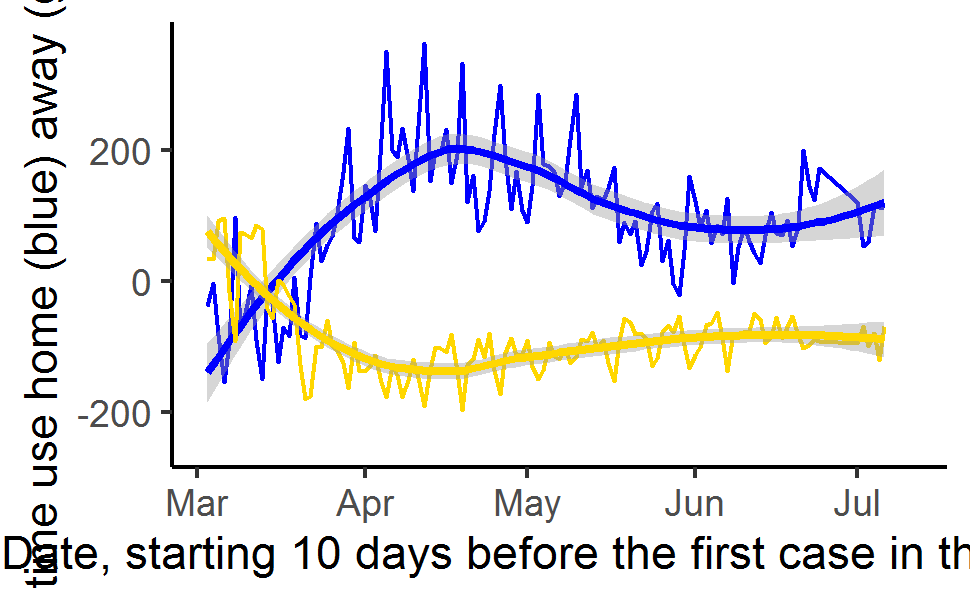 time use home (blue) away (
200
0
-200
Mar Apr May Jun Jul
Date, starting 10 days before the first case in th